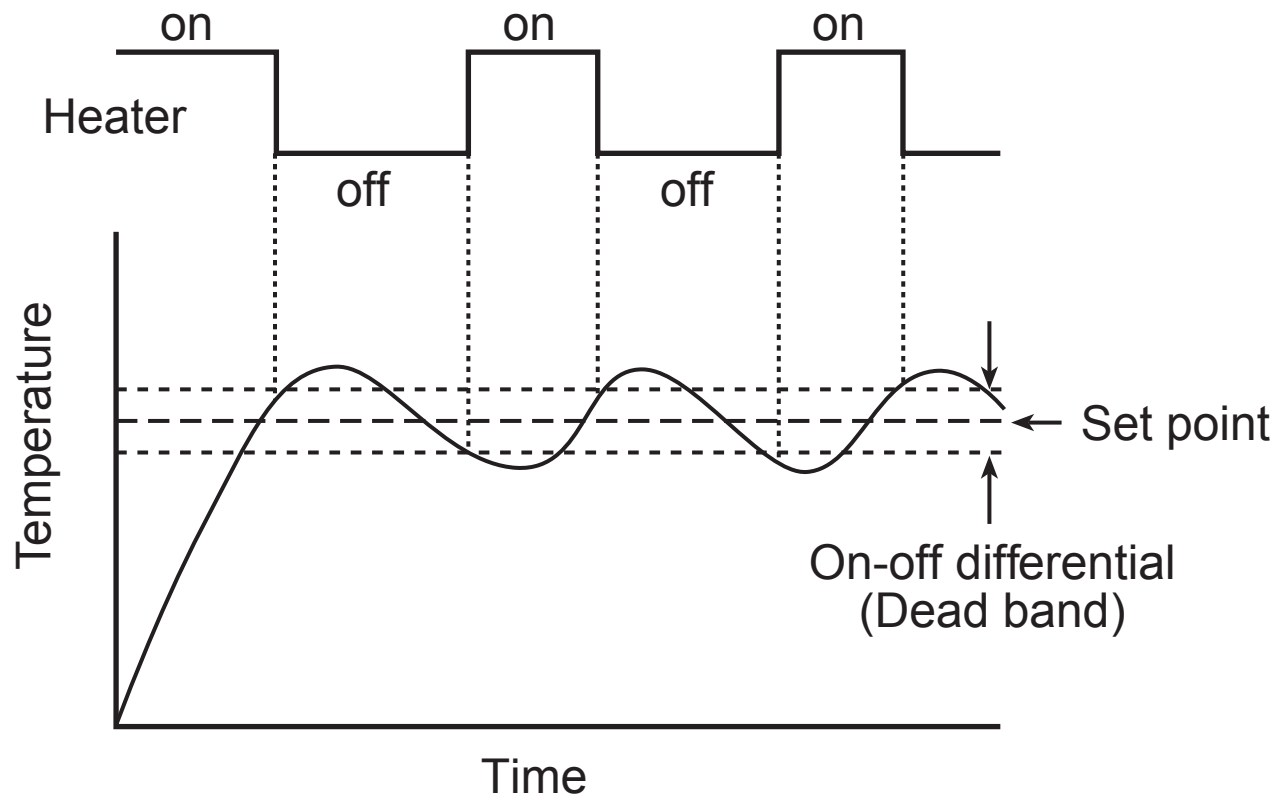 on
on
on
Heater
off
off
Temperature
Set point
On-off differential
(Dead band)
Time